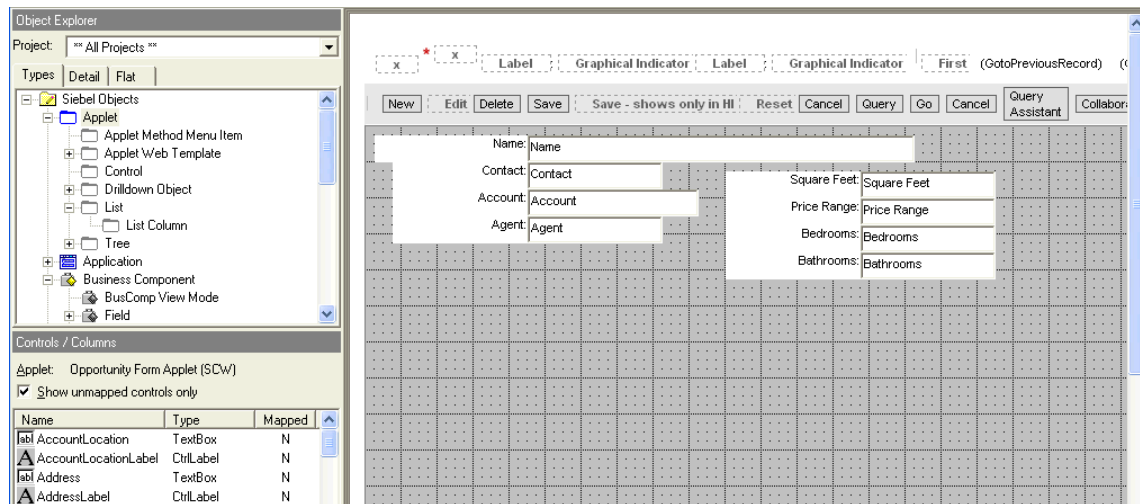 Object Explorer
Project: ** All Projects **
Types Detail Flat
Siebel Objects
Applet
Applet Method Menu Item
Applet Web Template
Control
Drilldown Object
List
List Column
Tree
Application
Business Component
BusComp View Mode
Field
Controls / Columns
Applet: Opportunity Form Applet (SCW)
Show unmapped controls only
Name Type Mapped
AccountLocation TextBox N
AccountLocationLabel CtrlLabel N
Address TextBox N
AddressLabel CtrlLabel N
x * x Label Graphical Indicator Label Graphical Indicator First (GotoPreviousRecord)
New Edit Delete Save Save - shows only in HI Reset Cancel Query Go Cancel Query Assistant
Name: Name
Contact: Contact
Account: Account
Agent: Agent
Square Feet: Square Feet
Price Range: Price Range
Bedrooms: Bedrooms
Bathrooms: Bathrooms